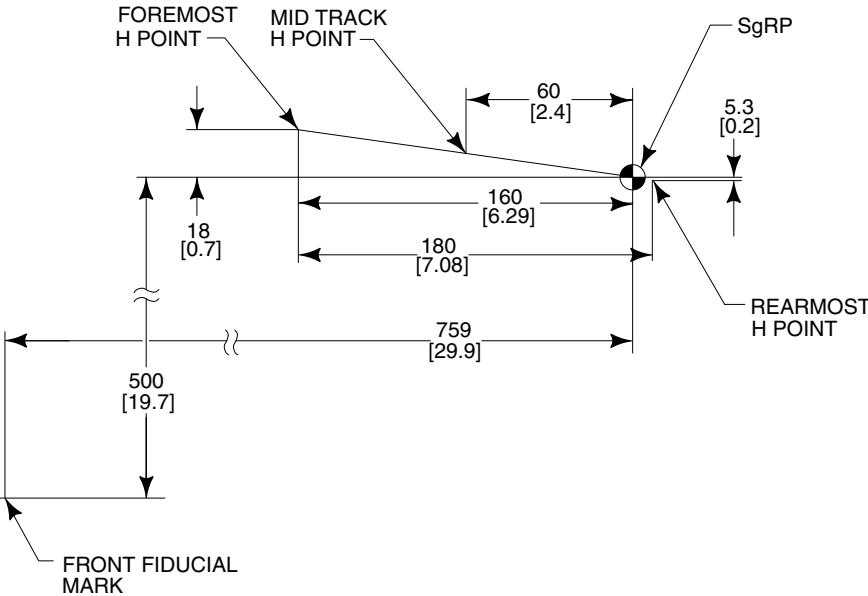 FOREMOST
H POINT
MID TRACK
H POINT
SgRP
60
[2.4]
5.3
[0.2]
160
[6.29]
18
[0.7]
180
[7.08]
REARMOST
H POINT
759
[29.9]
500
[19.7]
FRONT FIDUCIAL
MARK